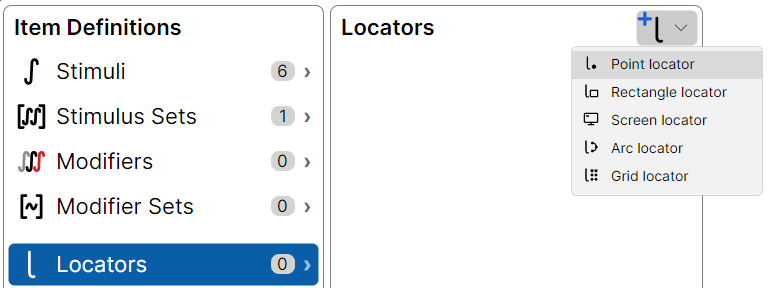 Item Definitions
Stimuli 6
Stimulus Sets 1
Modifiers 0
Modifier Sets 0
Locators 0
Locators
Point locator
Rectangle locator
Screen locator
Arc locator
Grid locator